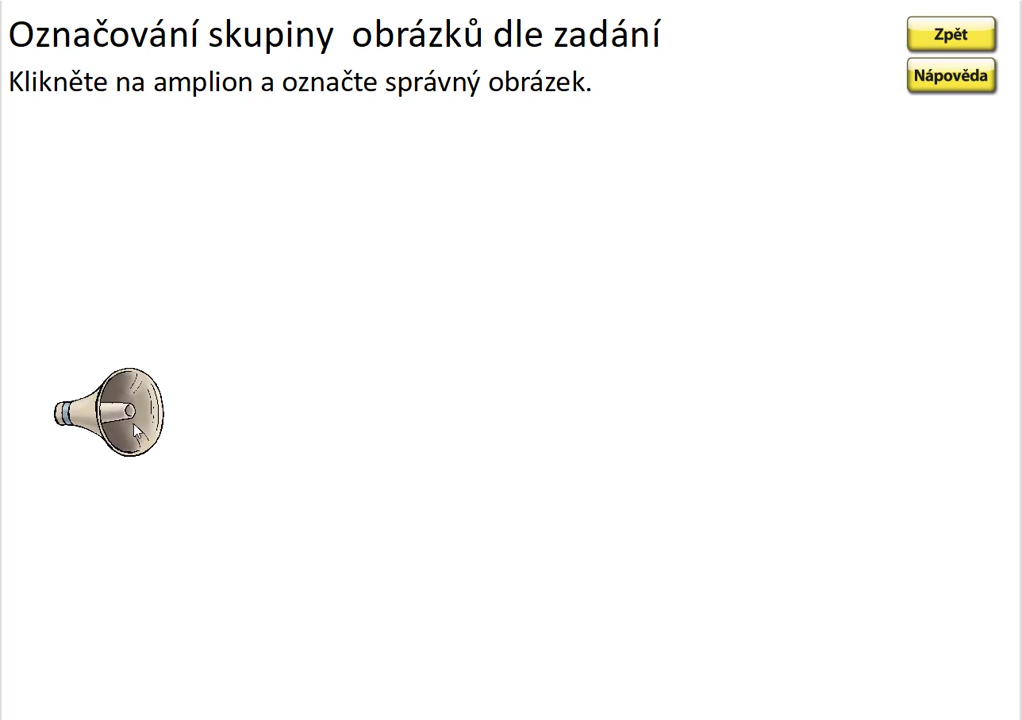 Označování skupiny  obrázků dle zadání
Zpět
Klikněte na amplion a označte správný obrázek.
Nápověda